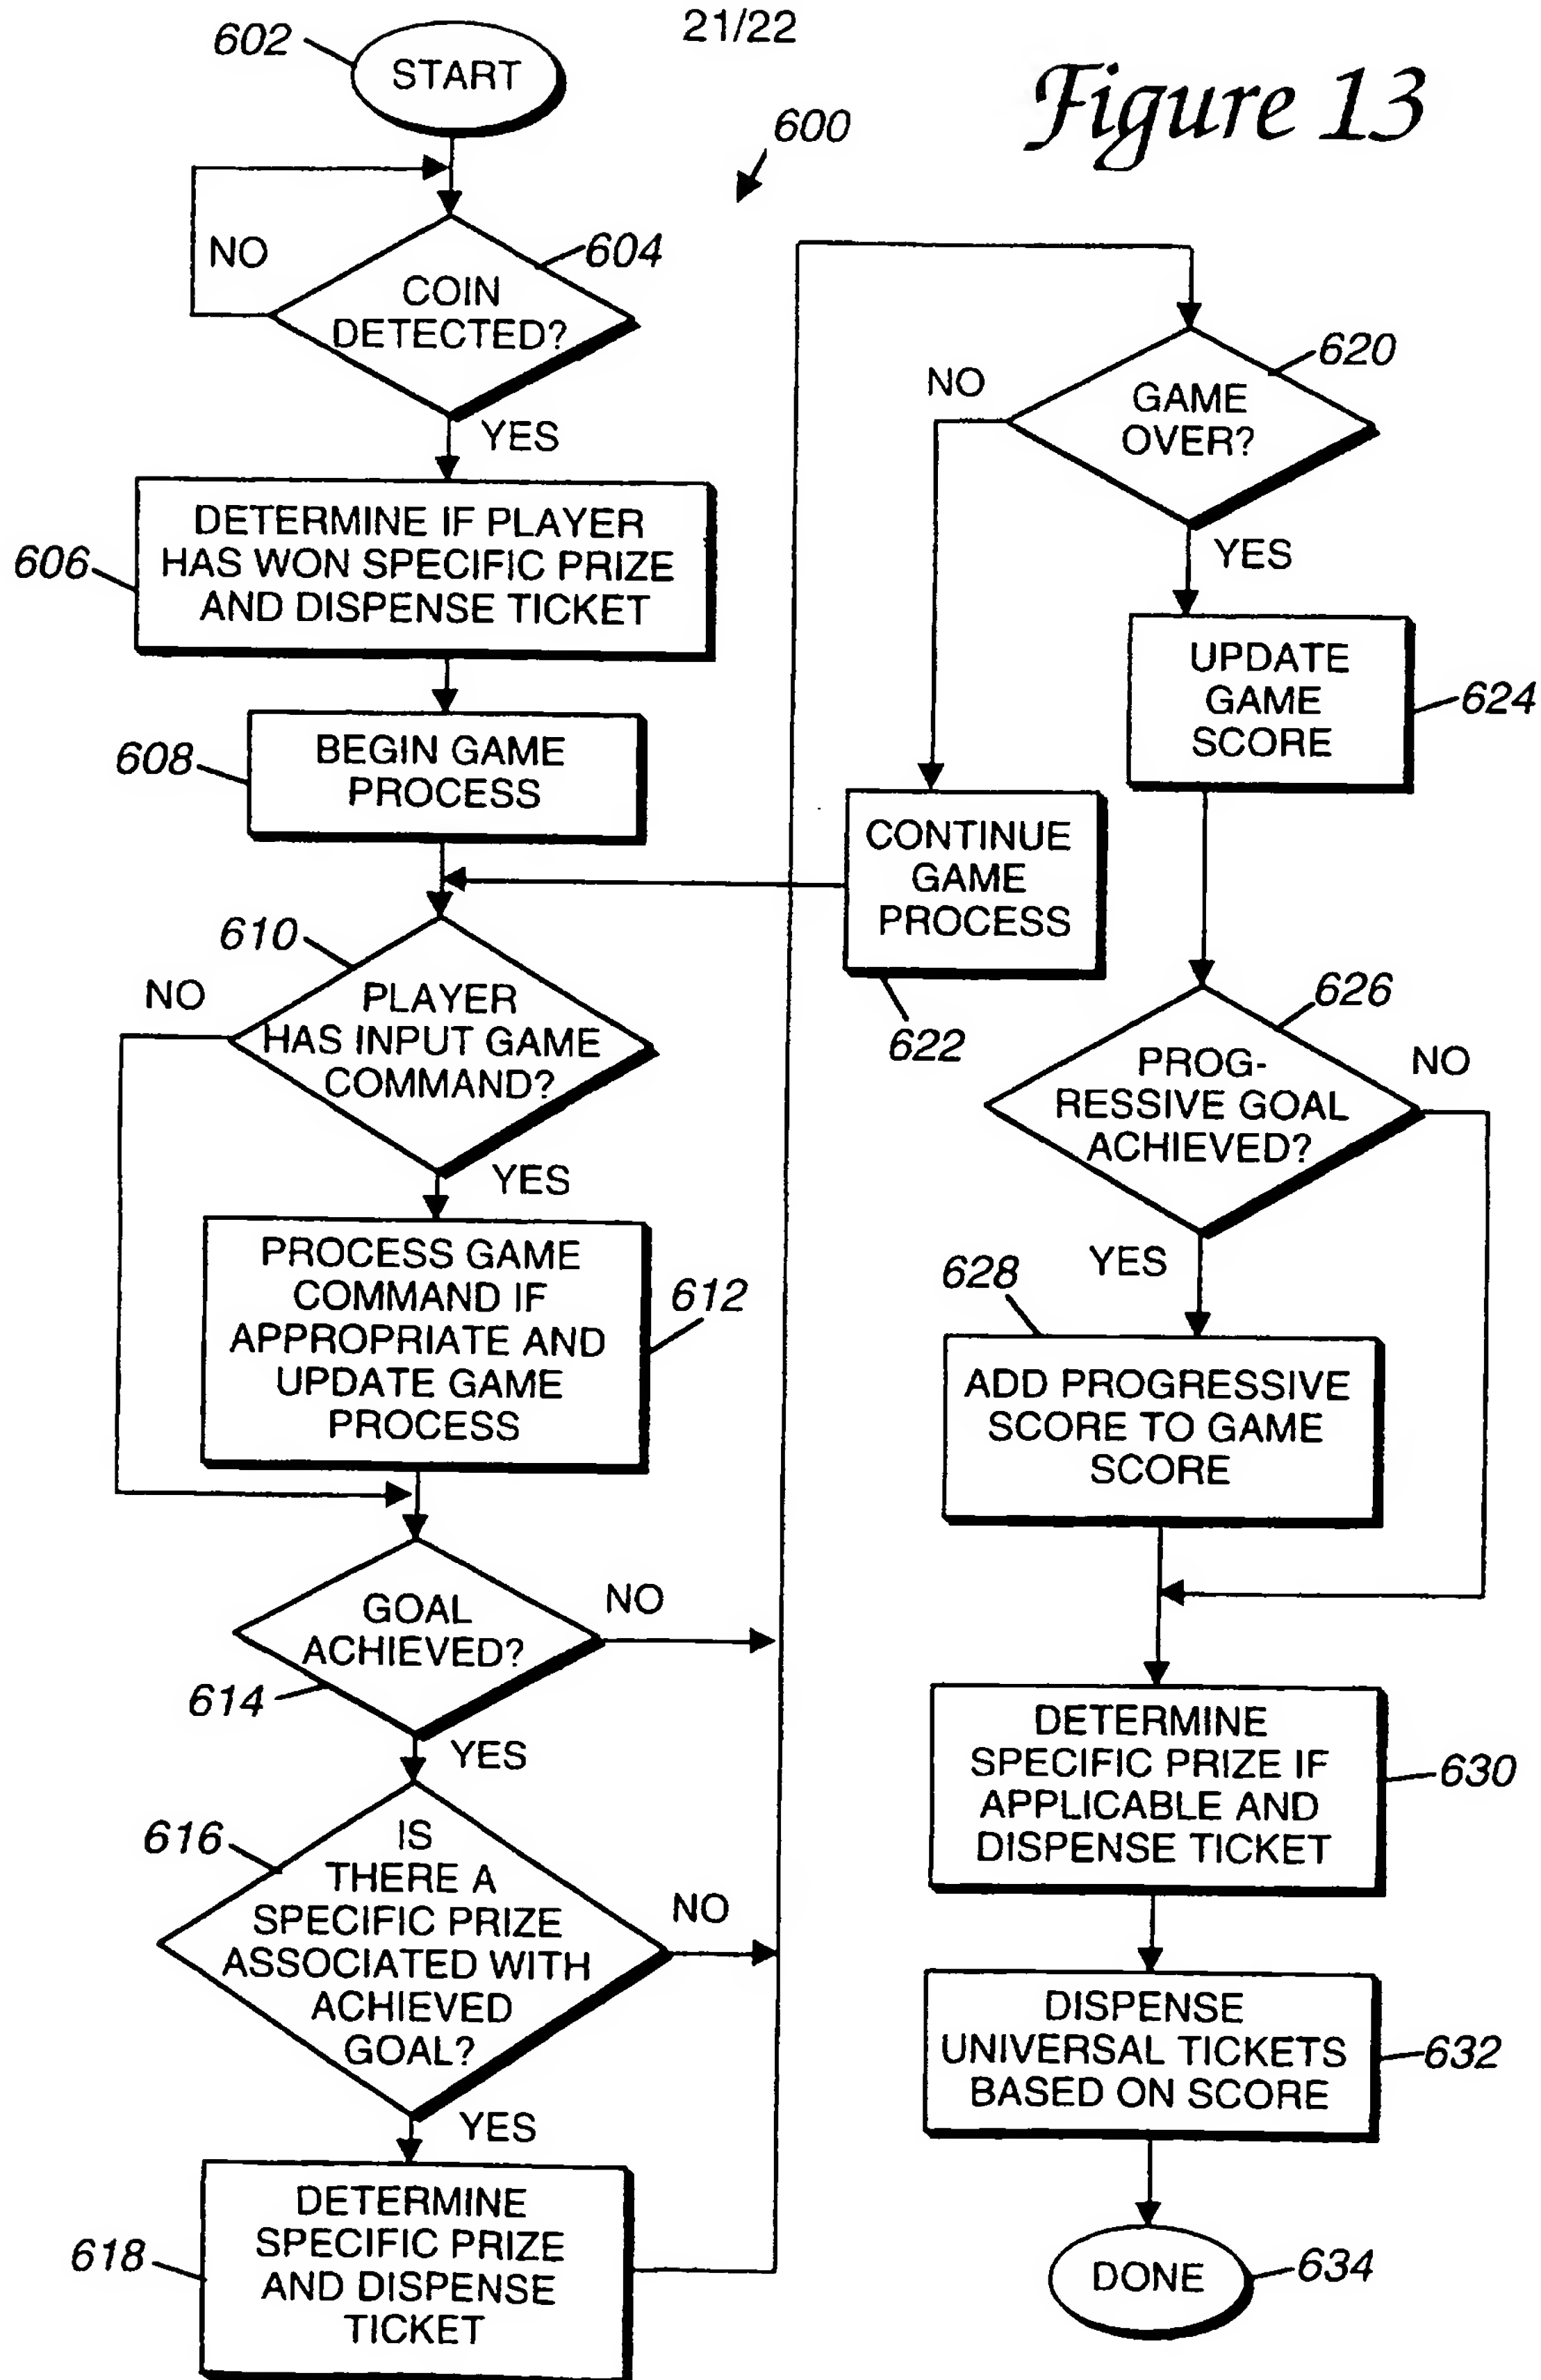 21/22
Figure 13
600
602
START
NO
604
COIN
DETECTED?
YES
606
DETERMINE IF PLAYER
HAS WON SPECIFIC PRIZE
AND DISPENSE TICKET
608
BEGIN GAME
PROCESS
610
NO
PLAYER
HAS INPUT GAME
COMMAND?
YES
PROCESS GAME
COMMAND IF
APPROPRIATE AND
UPDATE GAME
PROCESS
612
GOAL
ACHIEVED?
NO
614
YES
616
IS
THERE A
SPECIFIC PRIZE
ASSOCIATED WITH
ACHIEVED
GOAL?
NO
YES
618
DETERMINE
SPECIFIC PRIZE
AND DISPENSE
TICKET
620
NO
GAME
OVER?
YES
CONTINUE
GAME
PROCESS
622
UPDATE
GAME
SCORE
624
626
PROG-
RESSIVE GOAL
ACHIEVED?
NO
YES
628
ADD PROGRESSIVE
SCORE TO GAME
SCORE
DETERMINE
SPECIFIC PRIZE IF
APPLICABLE AND
DISPENSE TICKET
630
DISPENSE
UNIVERSAL TICKETS
BASED ON SCORE
632
DONE
634